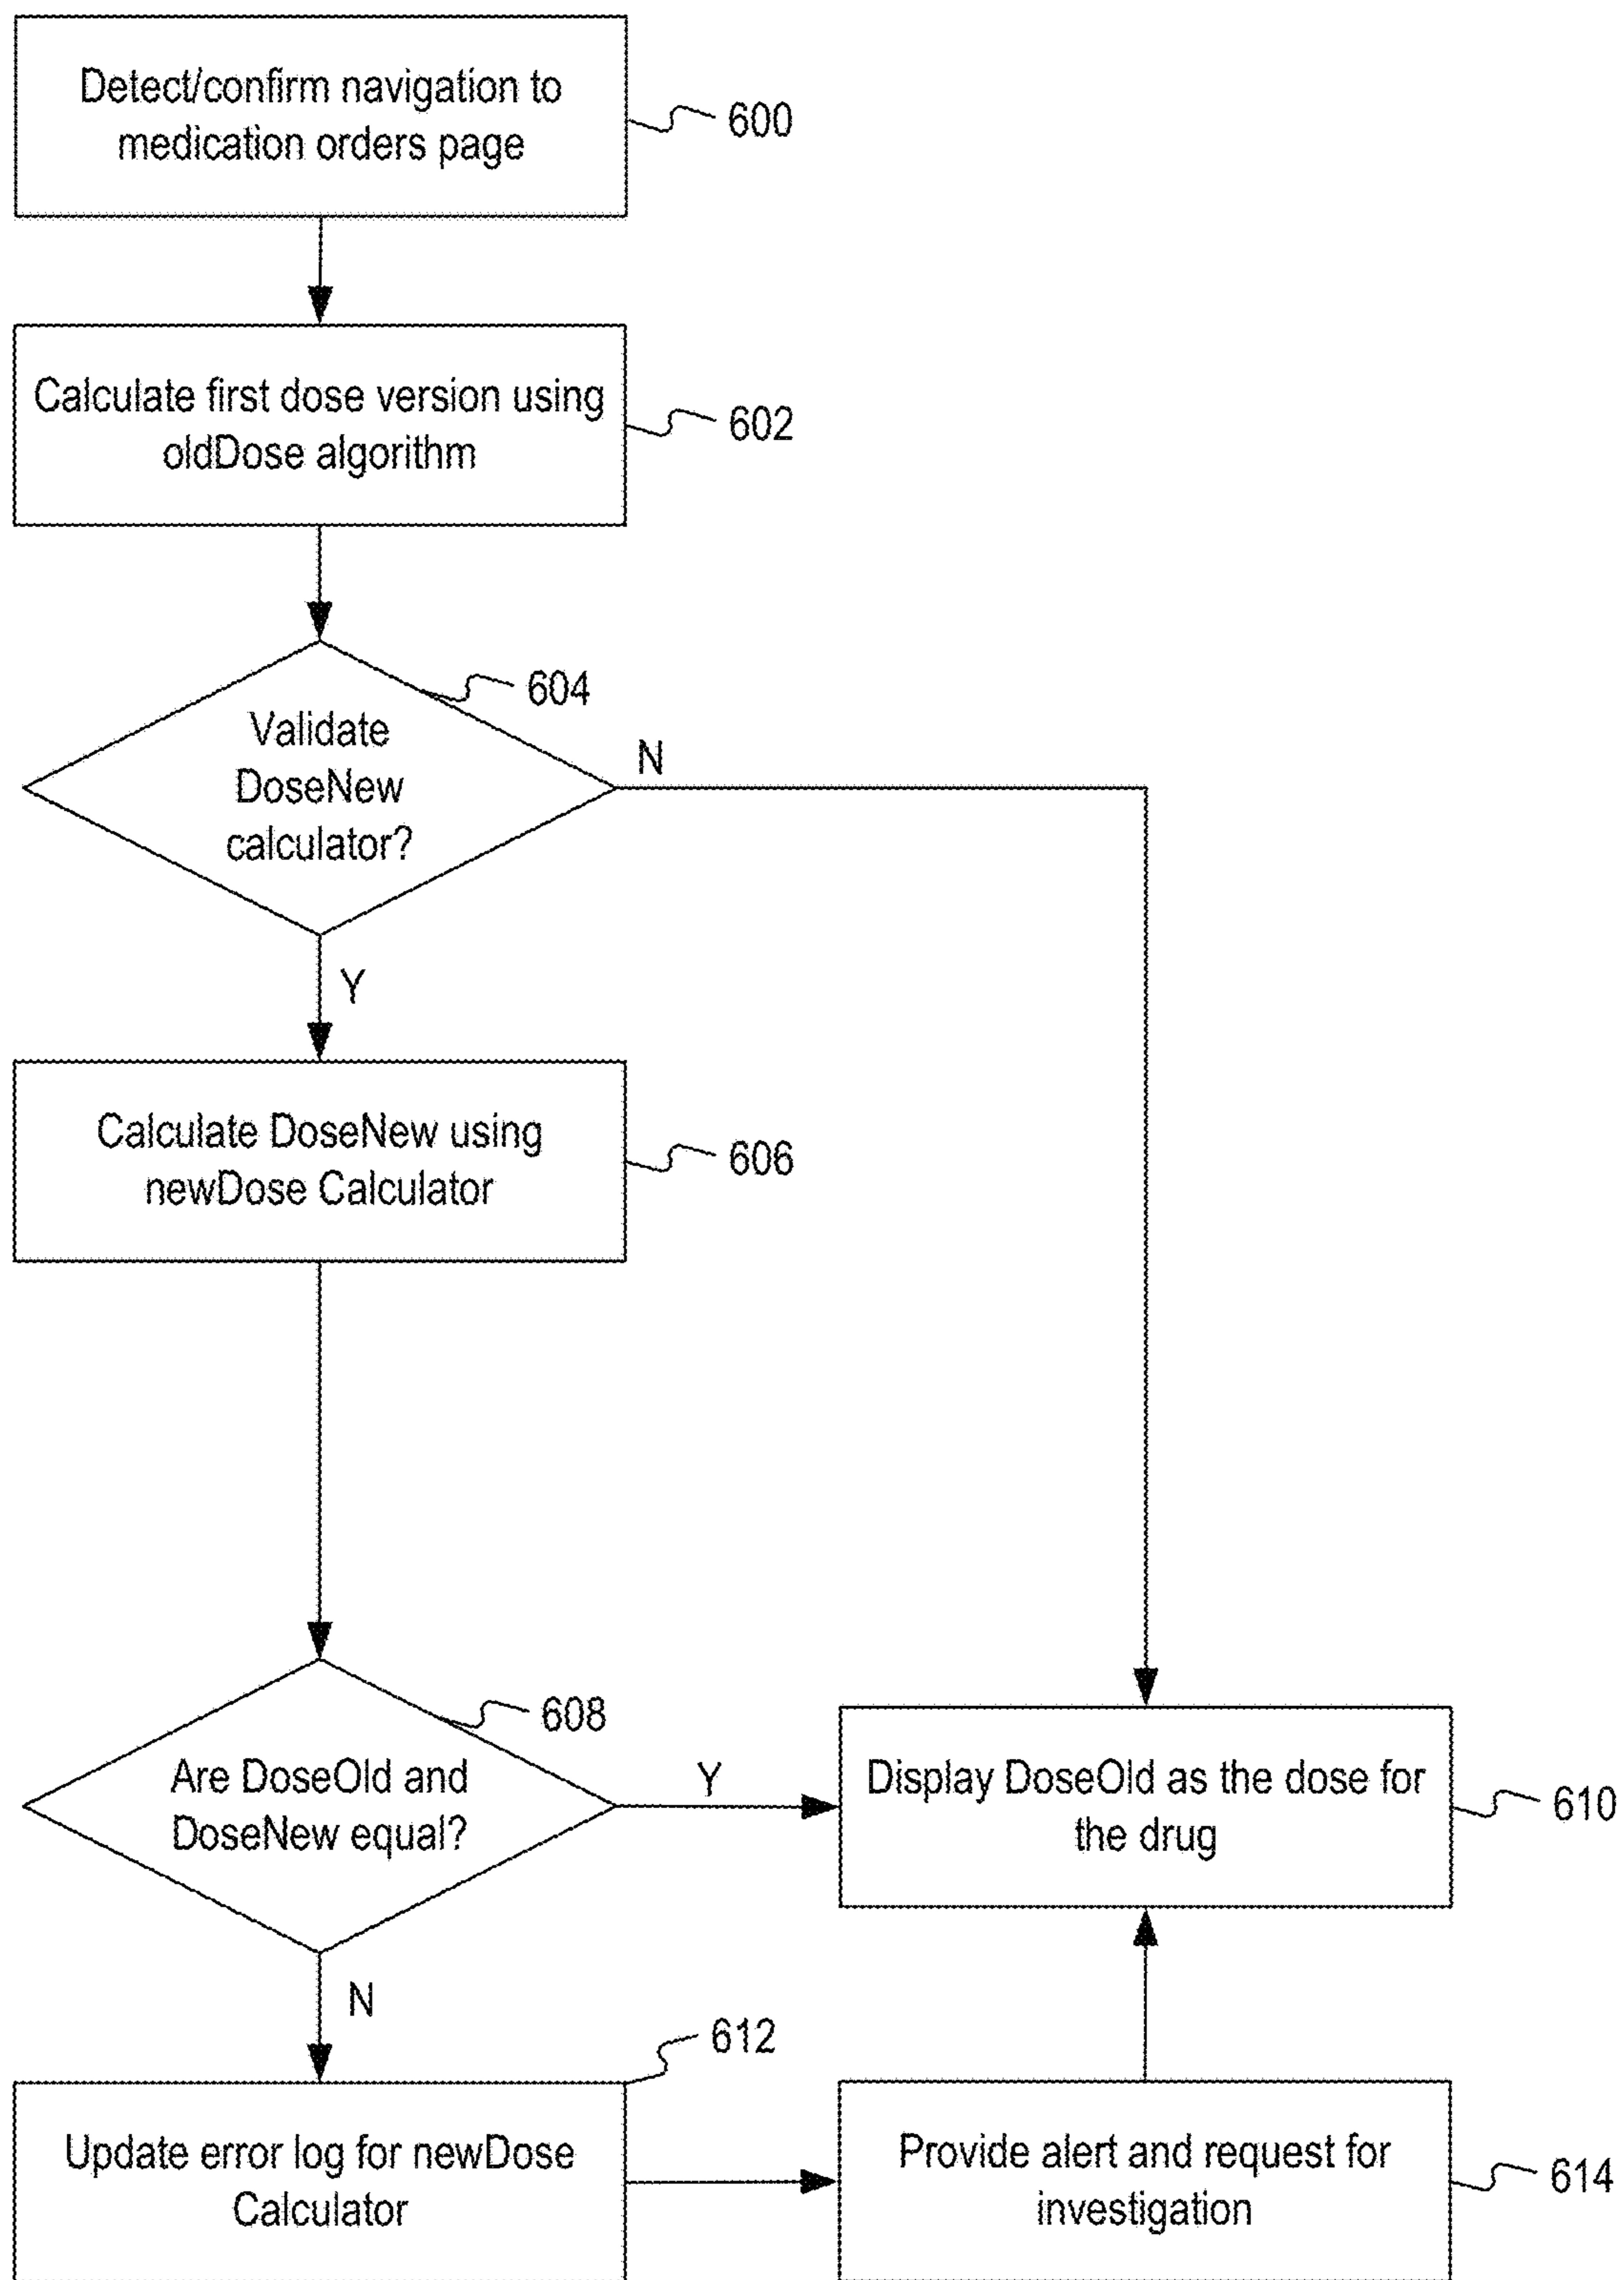 Detect/confirm navigation to
medication orders page
600
Calculate first dose version using
oldDose algorithm
602
604
Validate
DoseNew
calculator?
N
Y
Calculate DoseNew using
newDose Calculator
606
608
Are DoseOld and
DoseNew equal?
Y
Display DoseOld as the dose for
the drug
610
N
612
Update error log for newDose
Calculator
Provide alert and request for
investigation
614